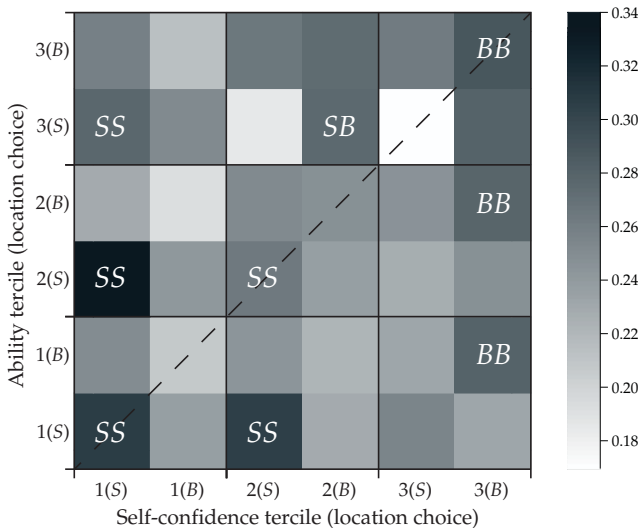 0.34
3(B)
BB
0.32
3(S)
SS
SB
0.30
0.28
2(B)
BB
0.26
2(S)
SS
SS
0.24
0.22
1(B)
BB
0.20
1(S)
SS
SS
0.18
1(S) 1(B) 2(S) 2(B) 3(S) 3(B)
Self-confidence tercile (location choice)
Ability tercile (location choice)